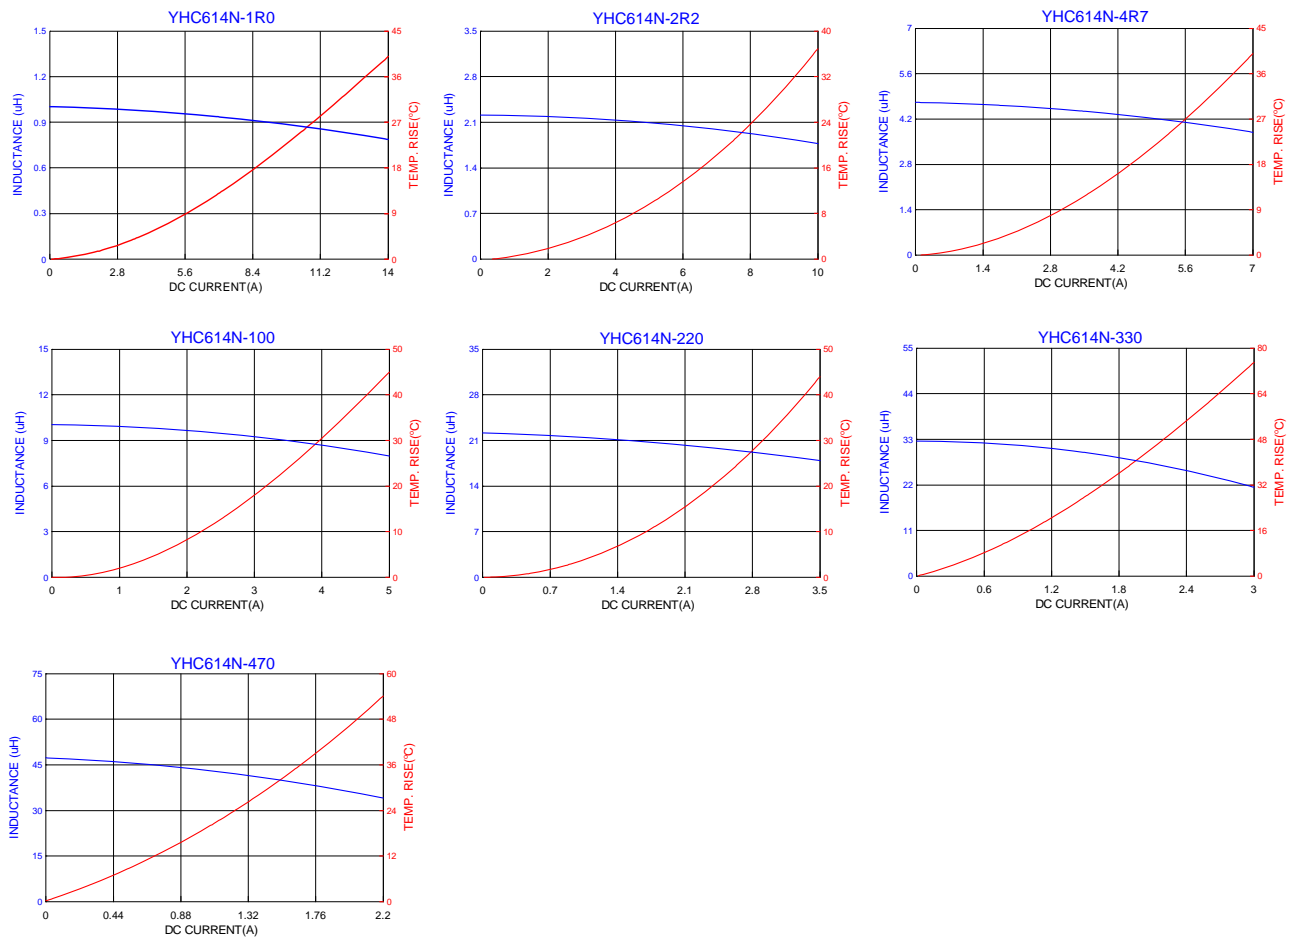 YHC614N-1R0
1.5
1.2
0.9
0.6
0.3
0
INDUCTANCE (uH)
45
36
27
18
9
0
TEMP. RISE(ºC)
0 2.8 5.6 8.4 11.2 14
DC CURRENT(A)
YHC614N-2R2
3.5
2.8
2.1
1.4
0.7
0
INDUCTANCE (uH)
40
32
24
16
8
0
TEMP. RISE(ºC)
0 2 4 6 8 10
DC CURRENT(A)
YHC614N-4R7
7
5.6
4.2
2.8
1.4
0
INDUCTANCE (uH)
45
36
27
18
9
0
TEMP. RISE(ºC)
0 1.4 2.8 4.2 5.6 7
DC CURRENT(A)
YHC614N-100
15
12
9
6
3
0
INDUCTANCE (uH)
50
40
30
20
10
0
TEMP. RISE(ºC)
0 1 2 3 4 5
DC CURRENT(A)
YHC614N-220
35
28
21
14
7
0
INDUCTANCE (uH)
50
40
30
20
10
0
TEMP. RISE(ºC)
0 0.7 1.4 2.1 2.8 3.5
DC CURRENT(A)
YHC614N-330
55
44
33
22
11
0
INDUCTANCE (uH)
80
64
48
32
16
0
TEMP. RISE(ºC)
0 0.6 1.2 1.8 2.4 3
DC CURRENT(A)
YHC614N-470
75
60
45
30
15
0
INDUCTANCE (uH)
60
48
36
24
12
0
TEMP. RISE(ºC)
0 0.44 0.88 1.32 1.76 2.2
DC CURRENT(A)